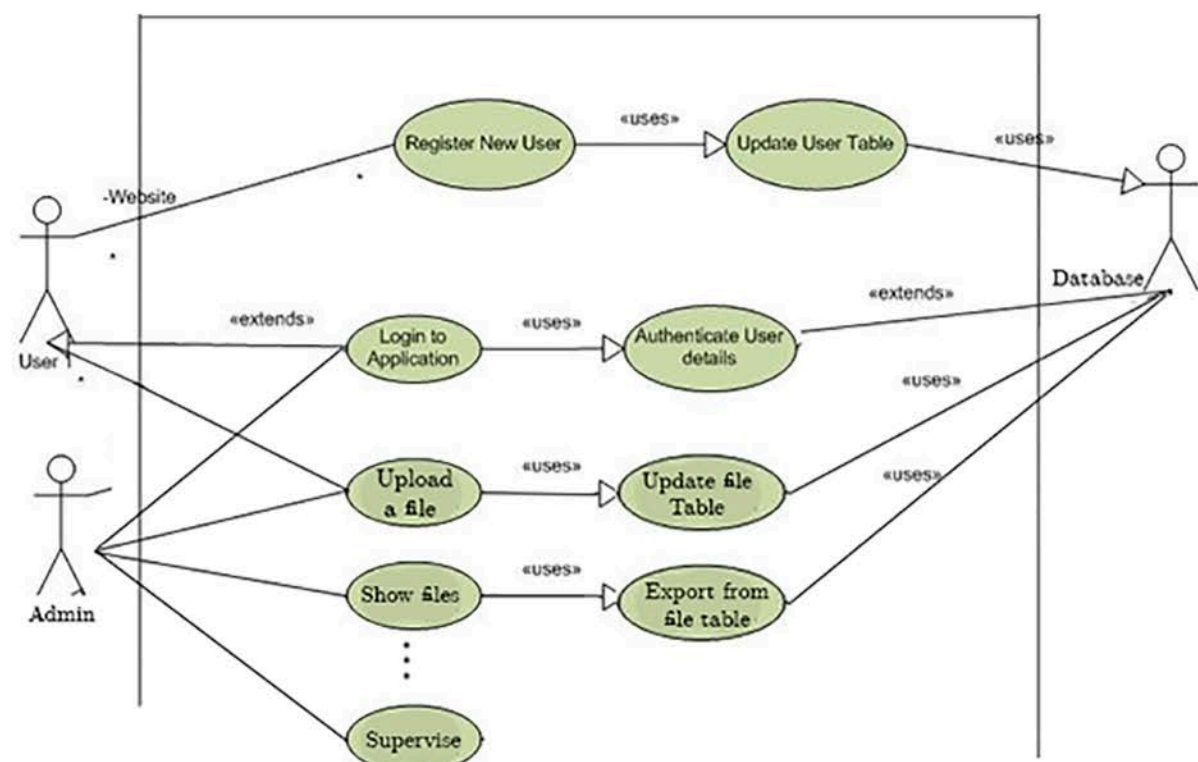 «uses»
Register New User
Update User Table
«uses»
-Website
Database
«extends»
«extends»
Login to
Application
«uses»
Authenticate User
details
User
«uses»
Upload
a file
«uses»
Update file
Table
«uses»
Show files
«uses»
Export from
file table
Admin
Supervise